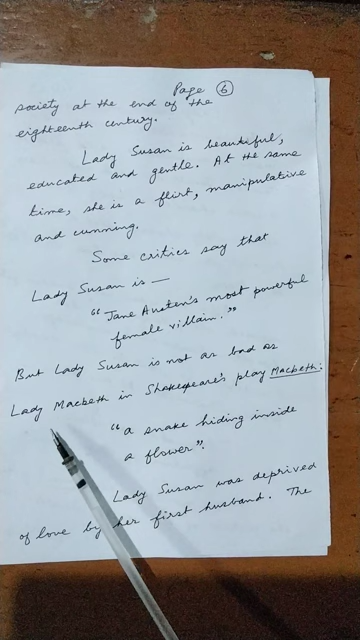 Page 6
society at the end of the
eighteenth century.
Lady Susan is beautiful,
educated and gentle. At the same
time, she is a flirt, manipulative
and cunning.
Some critics say that
Lady Susan is —
"Jane Austen's most powerful
female villain."
But Lady Susan is not as bad as
Lady Macbeth in Shakespeare's play Macbeth:
"a snake hiding inside
a flower".
Lady Susan was deprived
of love by her first husband. The